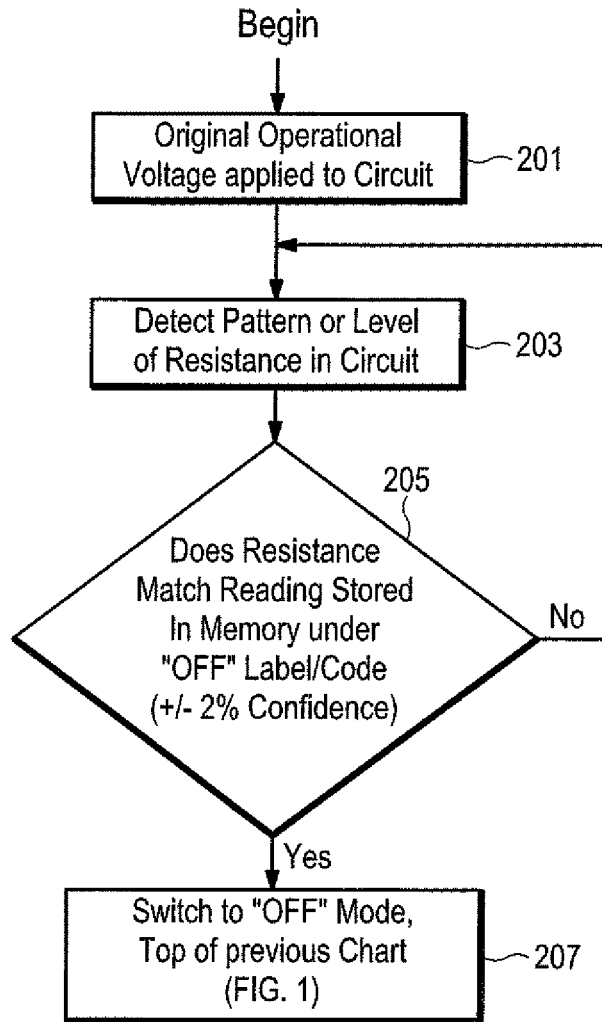 Begin
Original Operational
Voltage applied to Circuit
201
Detect Pattern or Level
of Resistance in Circuit
203
205
Does Resistance
Match Reading Stored
In Memory under
"OFF" Label/Code
(+/- 2% Confidence)
No
Yes
Switch to "OFF" Mode,
Top of previous Chart
(FIG. 1)
207